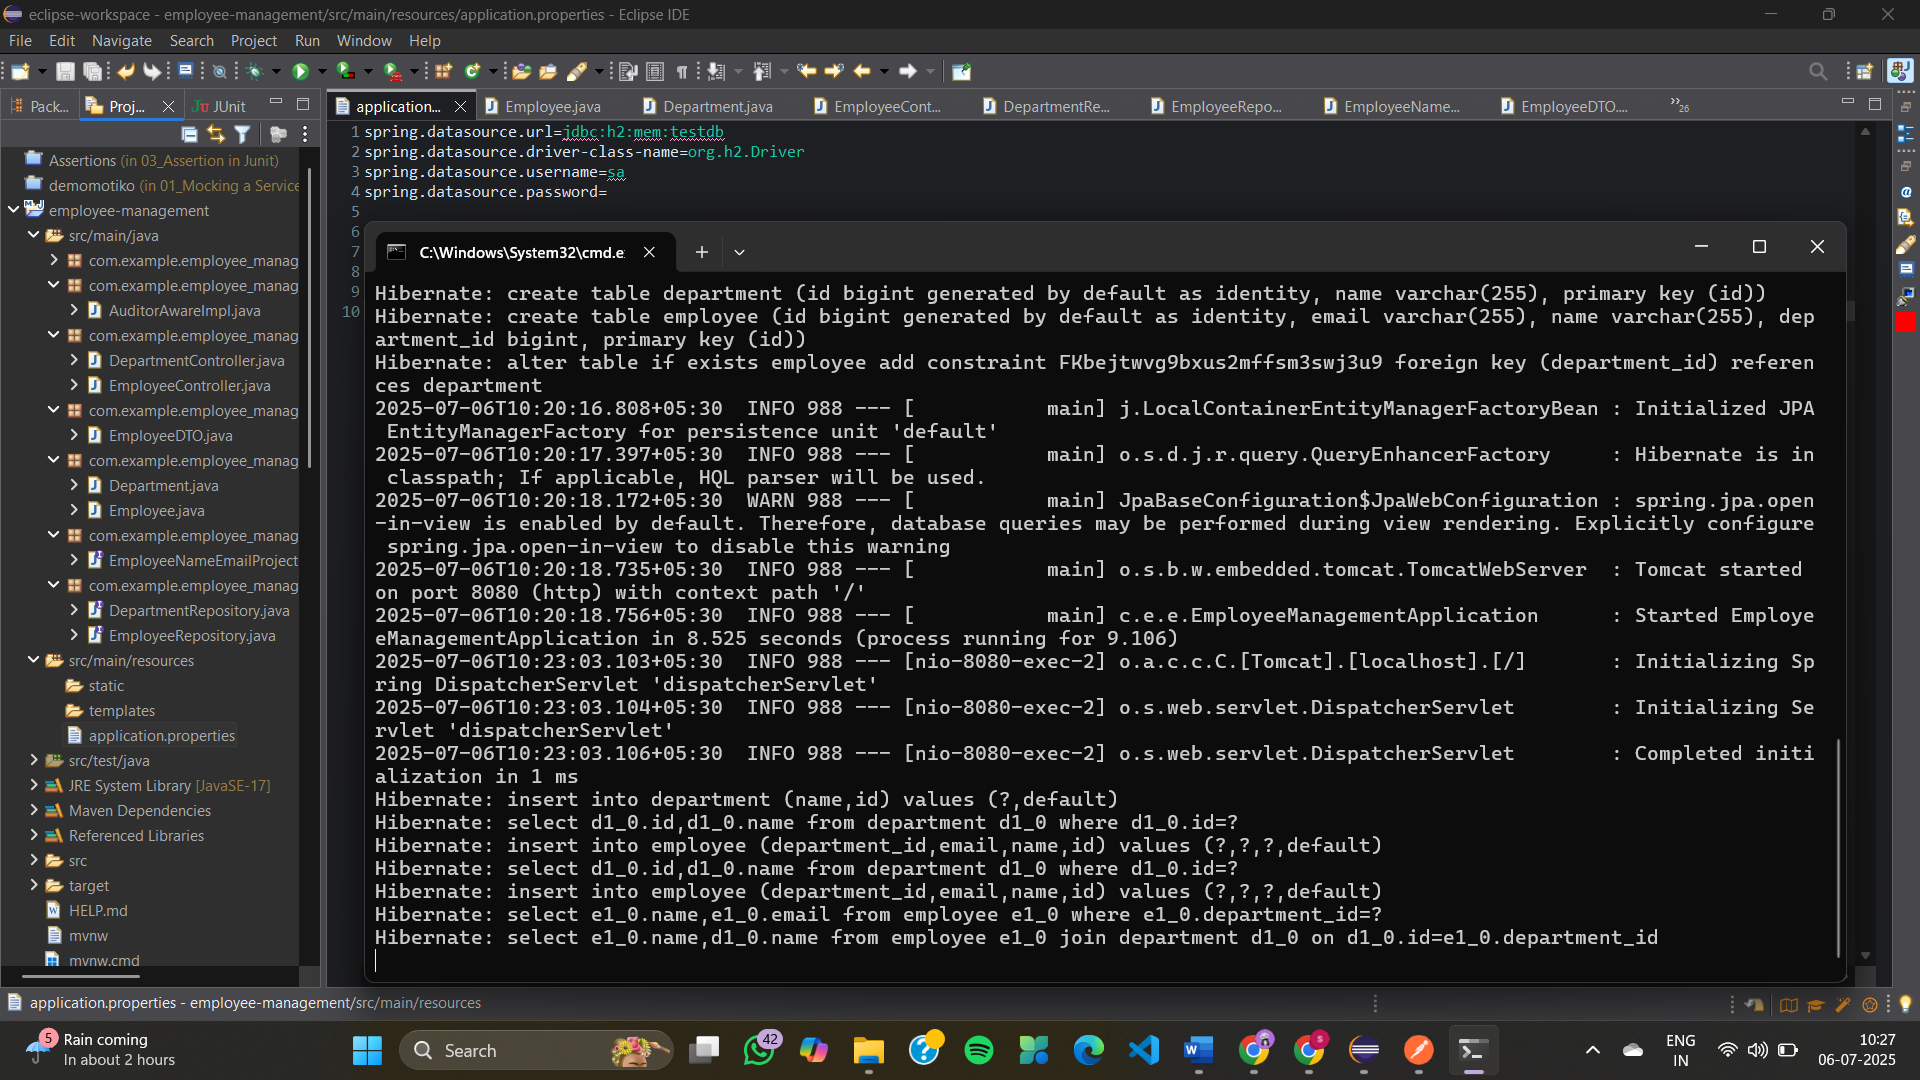 eclipse-workspace - employee-management/src/main/resources/application.properties - Eclipse IDE
File Edit Navigate Search Project Run Window Help
Pack... Proj... JUnit
application... Employee.java Department.java EmployeeCont... DepartmentRe... EmployeeRepo... EmployeeName... EmployeeDTO.... 26
Assertions (in 03_Assertion in Junit)
demomotiko (in 01_Mocking a Service
employee-management
src/main/java
com.example.employee_manag
com.example.employee_manag
AuditorAwareImpl.java
com.example.employee_manag
DepartmentController.java
EmployeeController.java
com.example.employee_manag
EmployeeDTO.java
com.example.employee_manag
Department.java
Employee.java
com.example.employee_manag
EmployeeNameEmailProject
com.example.employee_manag
DepartmentRepository.java
EmployeeRepository.java
src/main/resources
static
templates
application.properties
src/test/java
JRE System Library [JavaSE-17]
Maven Dependencies
Referenced Libraries
src
target
HELP.md
mvnw
mvnw.cmd
1 spring.datasource.url=jdbc:h2:mem:testdb
2 spring.datasource.driver-class-name=org.h2.Driver
3 spring.datasource.username=sa
4 spring.datasource.password=
5
6
7
8
9
10
C:\Windows\System32\cmd.e
Hibernate: create table department (id bigint generated by default as identity, name varchar(255), primary key (id))
Hibernate: create table employee (id bigint generated by default as identity, email varchar(255), name varchar(255), dep
artment_id bigint, primary key (id))
Hibernate: alter table if exists employee add constraint FKbejtwvg9bxus2mffsm3swj3u9 foreign key (department_id) referen
ces department
2025-07-06T10:20:16.808+05:30  INFO 988 --- [           main] j.LocalContainerEntityManagerFactoryBean : Initialized JPA
 EntityManagerFactory for persistence unit 'default'
2025-07-06T10:20:17.397+05:30  INFO 988 --- [           main] o.s.d.j.r.query.QueryEnhancerFactory     : Hibernate is in
 classpath; If applicable, HQL parser will be used.
2025-07-06T10:20:18.172+05:30  WARN 988 --- [           main] JpaBaseConfiguration$JpaWebConfiguration : spring.jpa.open
-in-view is enabled by default. Therefore, database queries may be performed during view rendering. Explicitly configure
 spring.jpa.open-in-view to disable this warning
2025-07-06T10:20:18.735+05:30  INFO 988 --- [           main] o.s.b.w.embedded.tomcat.TomcatWebServer  : Tomcat started
on port 8080 (http) with context path '/'
2025-07-06T10:20:18.756+05:30  INFO 988 --- [           main] c.e.e.EmployeeManagementApplication      : Started Employe
eManagementApplication in 8.525 seconds (process running for 9.106)
2025-07-06T10:23:03.103+05:30  INFO 988 --- [nio-8080-exec-2] o.a.c.c.C.[Tomcat].[localhost].[/]       : Initializing Sp
ring DispatcherServlet 'dispatcherServlet'
2025-07-06T10:23:03.104+05:30  INFO 988 --- [nio-8080-exec-2] o.s.web.servlet.DispatcherServlet        : Initializing Se
rvlet 'dispatcherServlet'
2025-07-06T10:23:03.106+05:30  INFO 988 --- [nio-8080-exec-2] o.s.web.servlet.DispatcherServlet        : Completed initi
alization in 1 ms
Hibernate: insert into department (name,id) values (?,default)
Hibernate: select d1_0.id,d1_0.name from department d1_0 where d1_0.id=?
Hibernate: insert into employee (department_id,email,name,id) values (?,?,?,default)
Hibernate: select d1_0.id,d1_0.name from department d1_0 where d1_0.id=?
Hibernate: insert into employee (department_id,email,name,id) values (?,?,?,default)
Hibernate: select e1_0.name,e1_0.email from employee e1_0 where e1_0.department_id=?
Hibernate: select e1_0.name,d1_0.name from employee e1_0 join department d1_0 on d1_0.id=e1_0.department_id
application.properties - employee-management/src/main/resources
5
Rain coming
In about 2 hours
Search
42
ENG
IN
10:27
06-07-2025